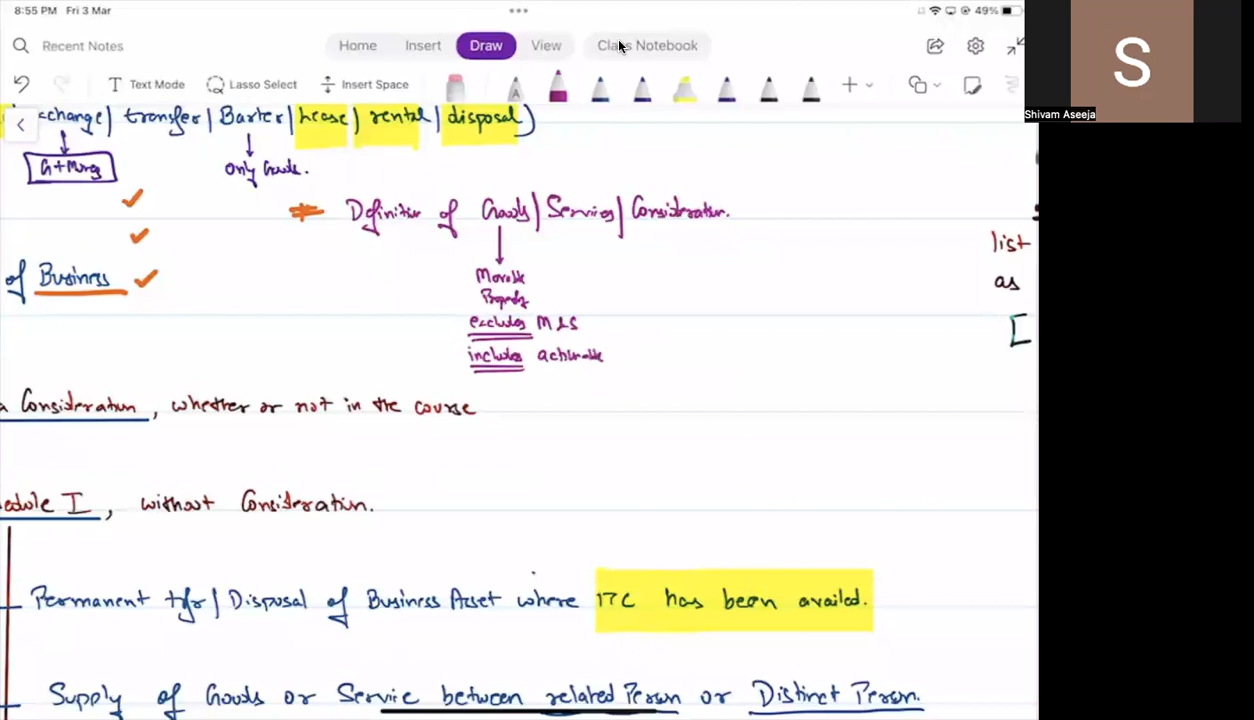 8:55 PM Fri 3 Mar
49%
Recent Notes
Home Insert Draw View Class Notebook
Text Mode Lasso Select Insert Space
S
Shivam Aseeja
xchange| transfer| Barter| Lease| rental| disposal)
only Goods.
Definition of Goods| Services| Consideration.
list
as
of Business
Movable
Property
excludes M&S
includes actionable
Consideration, whether or not in the course
edule I, without Consideration.
Permanent tfr| Disposal of Business Asset where ITC has been availed.
Supply of Goods or Service between related Person or Distinct Person.